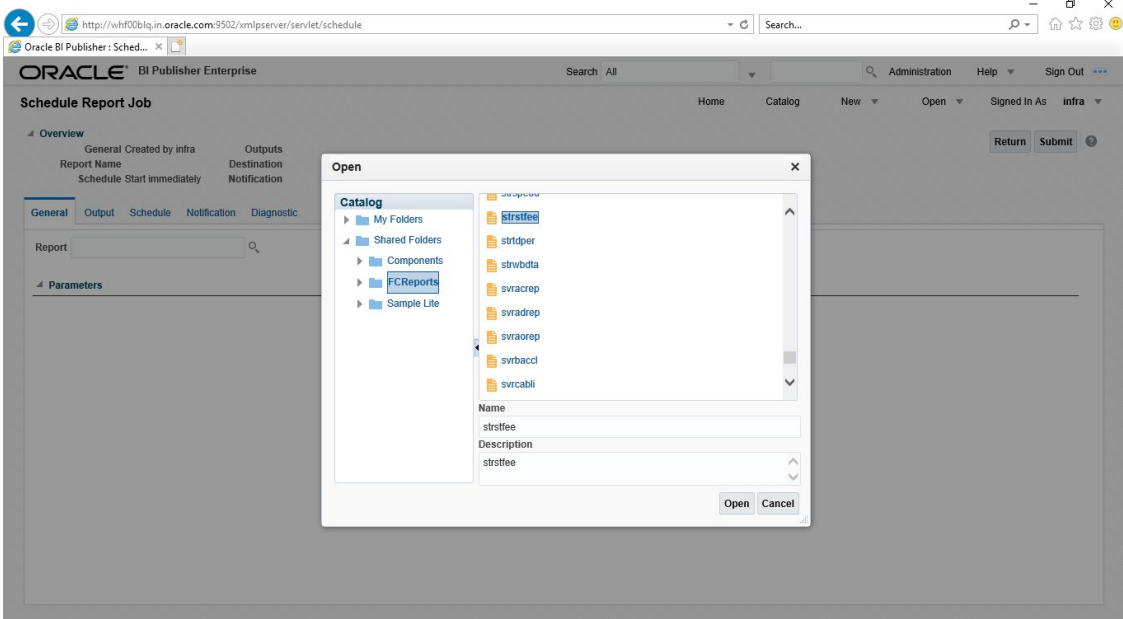 http://whf00blq.in.oracle.com:9502/xmlpserver/servlet/schedule
Search...
Oracle BI Publisher : Sched...
ORACLE BI Publisher Enterprise
Search All
Administration
Help
Sign Out
Schedule Report Job
Home
Catalog
New
Open
Signed In As infra
Overview
General Created by infra
Outputs
Report Name
Destination
Schedule Start immediately
Notification
Return
Submit
General
Output
Schedule
Notification
Diagnostic
Report
Parameters
Open
Catalog
My Folders
Shared Folders
Components
FCReports
Sample Lite
strstfee
strtdper
strwbdta
svracrep
svradrep
svraorep
svrbaccl
svrcabli
Name
strstfee
Description
strstfee
Open
Cancel